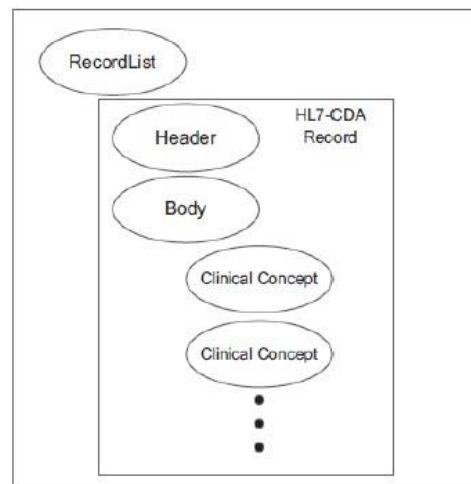 RecordList
HL7-CDA
Record
Header
Body
Clinical Concept
Clinical Concept